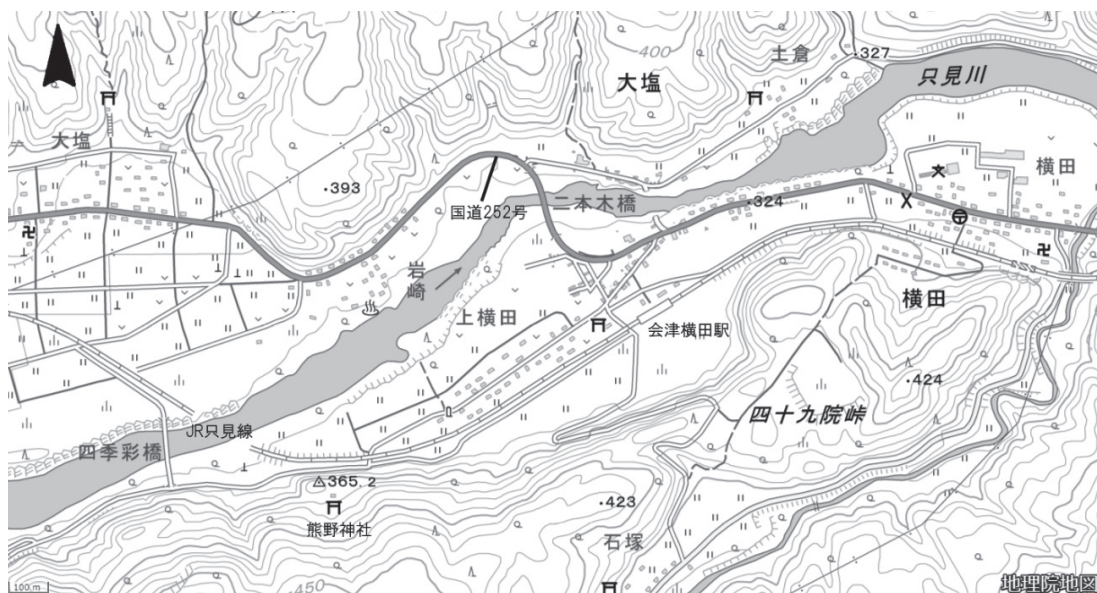 400
土倉
・327
只見川
大塩
大塩
・393
国道252号
二本木橋
・324
横田
岩崎
上横田
会津横田駅
横田
・424
四十九院峠
JR只見線
四季彩橋
△365.2
熊野神社
・423
石塚
450
100m
地理院地図